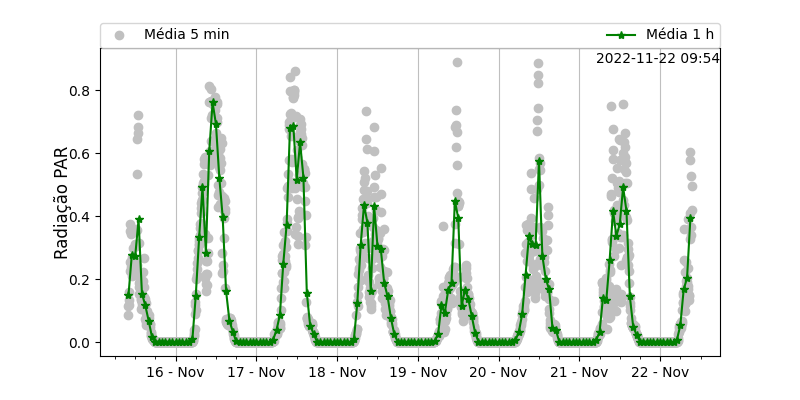 Média 5 min
Média 1 h
2022-11-22 09:54
Radiação PAR
0.8
0.6
0.4
0.2
0.0
16 - Nov
17 - Nov
18 - Nov
19 - Nov
20 - Nov
21 - Nov
22 - Nov